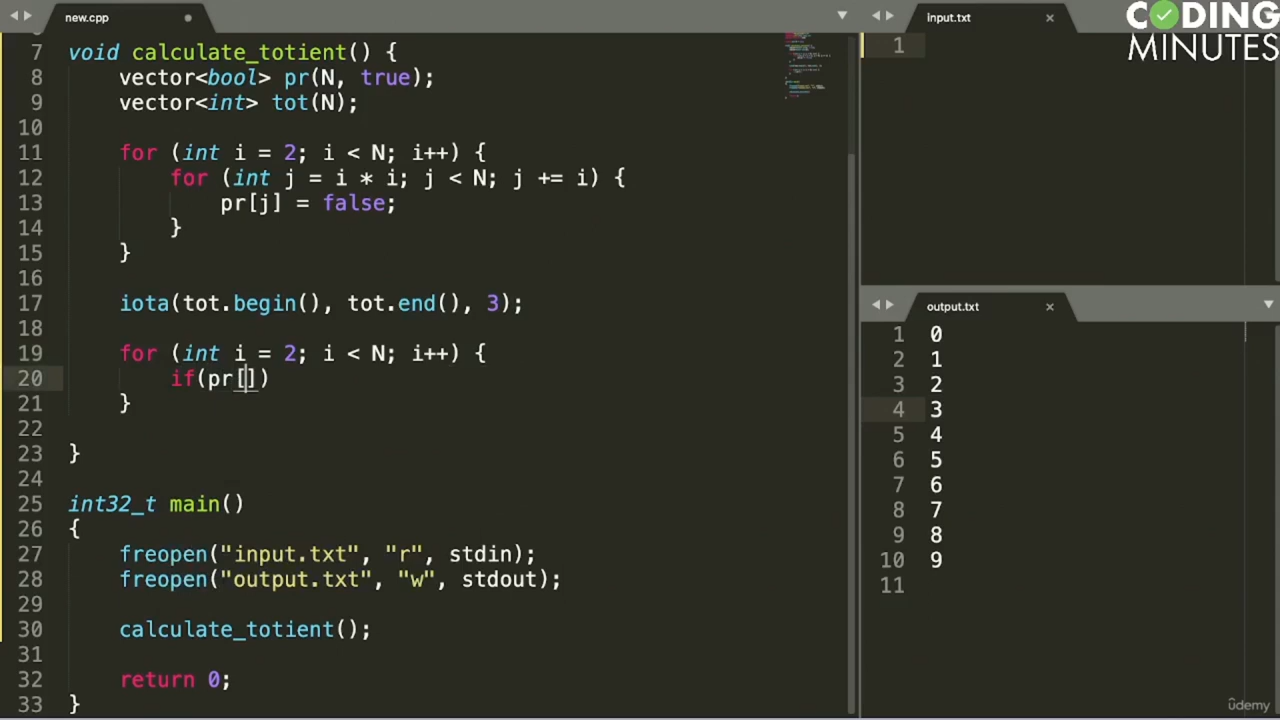 new.cpp
7 void calculate_totient() {
8 vector<bool> pr(N, true);
9 vector<int> tot(N);
10
11 for (int i = 2; i < N; i++) {
12 for (int j = i * i; j < N; j += i) {
13 pr[j] = false;
14 }
15 }
16
17 iota(tot.begin(), tot.end(), 3);
18
19 for (int i = 2; i < N; i++) {
20 if(pr[])
21 }
22
23 }
24
25 int32_t main()
26 {
27 freopen("input.txt", "r", stdin);
28 freopen("output.txt", "w", stdout);
29
30 calculate_totient();
31
32 return 0;
33 }
input.txt
1
CODING
MINUTES
output.txt
1 0
2 1
3 2
4 3
5 4
6 5
7 6
8 7
9 8
10 9
11
ûdemy